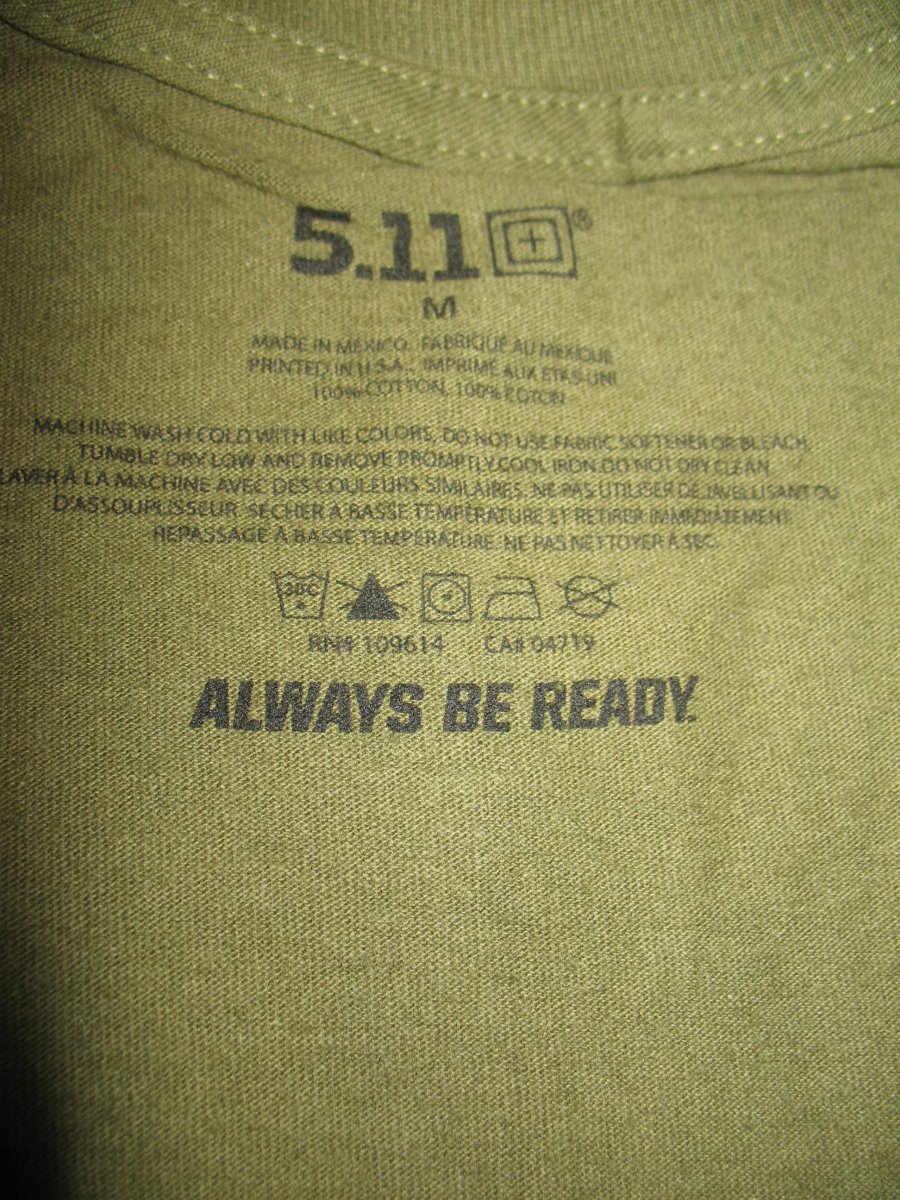 5.11®
M
MADE IN MEXICO. FABRIQUÉ AU MEXIQUE
PRINTED IN U.S.A., IMPRIMÉ AUX ÉTAS-UNI
100% COTTON, 100% COTON
MACHINE WASH COLD WITH LIKE COLORS, DO NOT USE FABRIC SOFTENER OR BLEACH.
TUMBLE DRY LOW AND REMOVE PROMPTLY. COOL IRON. DO NOT DRY CLEAN.
LAVER À LA MACHINE AVEC DES COULEURS SIMILAIRES. NE PAS UTILISER DE JAVELLISANT OU
D'ASSOUPLISSEUR. SÉCHER À BASSE TEMPÉRATURE ET RETIRER IMMÉDIATEMENT.
REPASSAGE À BASSE TEMPÉRATURE. NE PAS NETTOYER À SEC.
30C
RN# 109614 CA# 04719
ALWAYS BE READY.